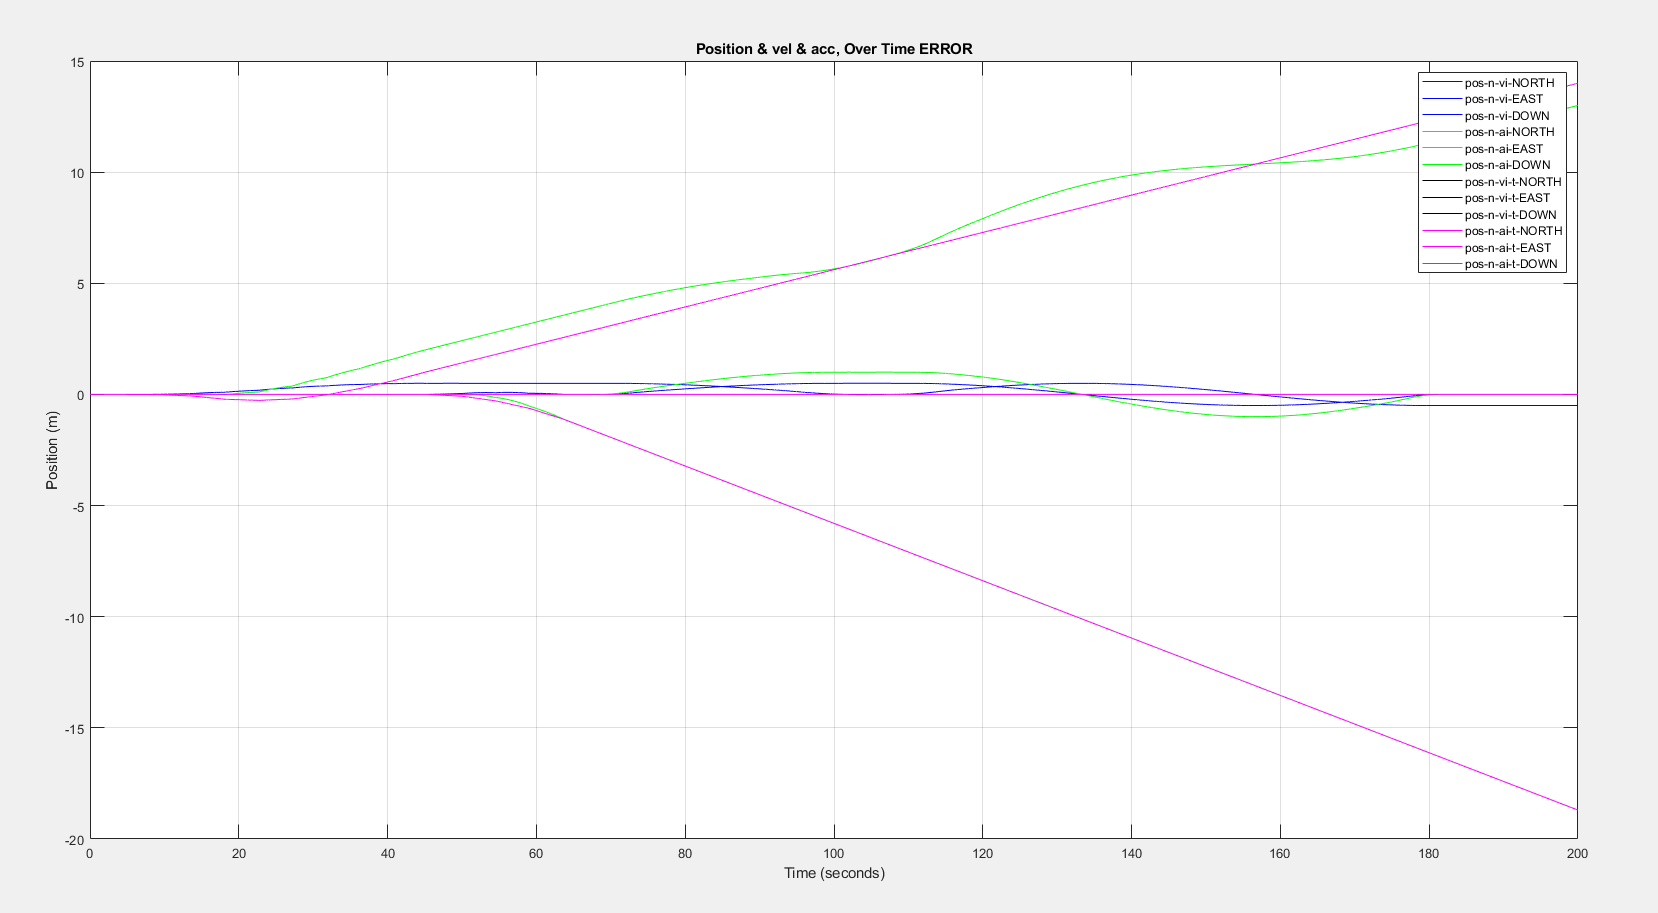 Position & vel & acc, Over Time ERROR
15
10
5
0
-5
-10
-15
-20
Position (m)
pos-n-vi-NORTH
pos-n-vi-EAST
pos-n-vi-DOWN
pos-n-ai-NORTH
pos-n-ai-EAST
pos-n-ai-DOWN
pos-n-vi-t-NORTH
pos-n-vi-t-EAST
pos-n-vi-t-DOWN
pos-n-ai-t-NORTH
pos-n-ai-t-EAST
pos-n-ai-t-DOWN
0 20 40 60 80 100 120 140 160 180 200
Time (seconds)